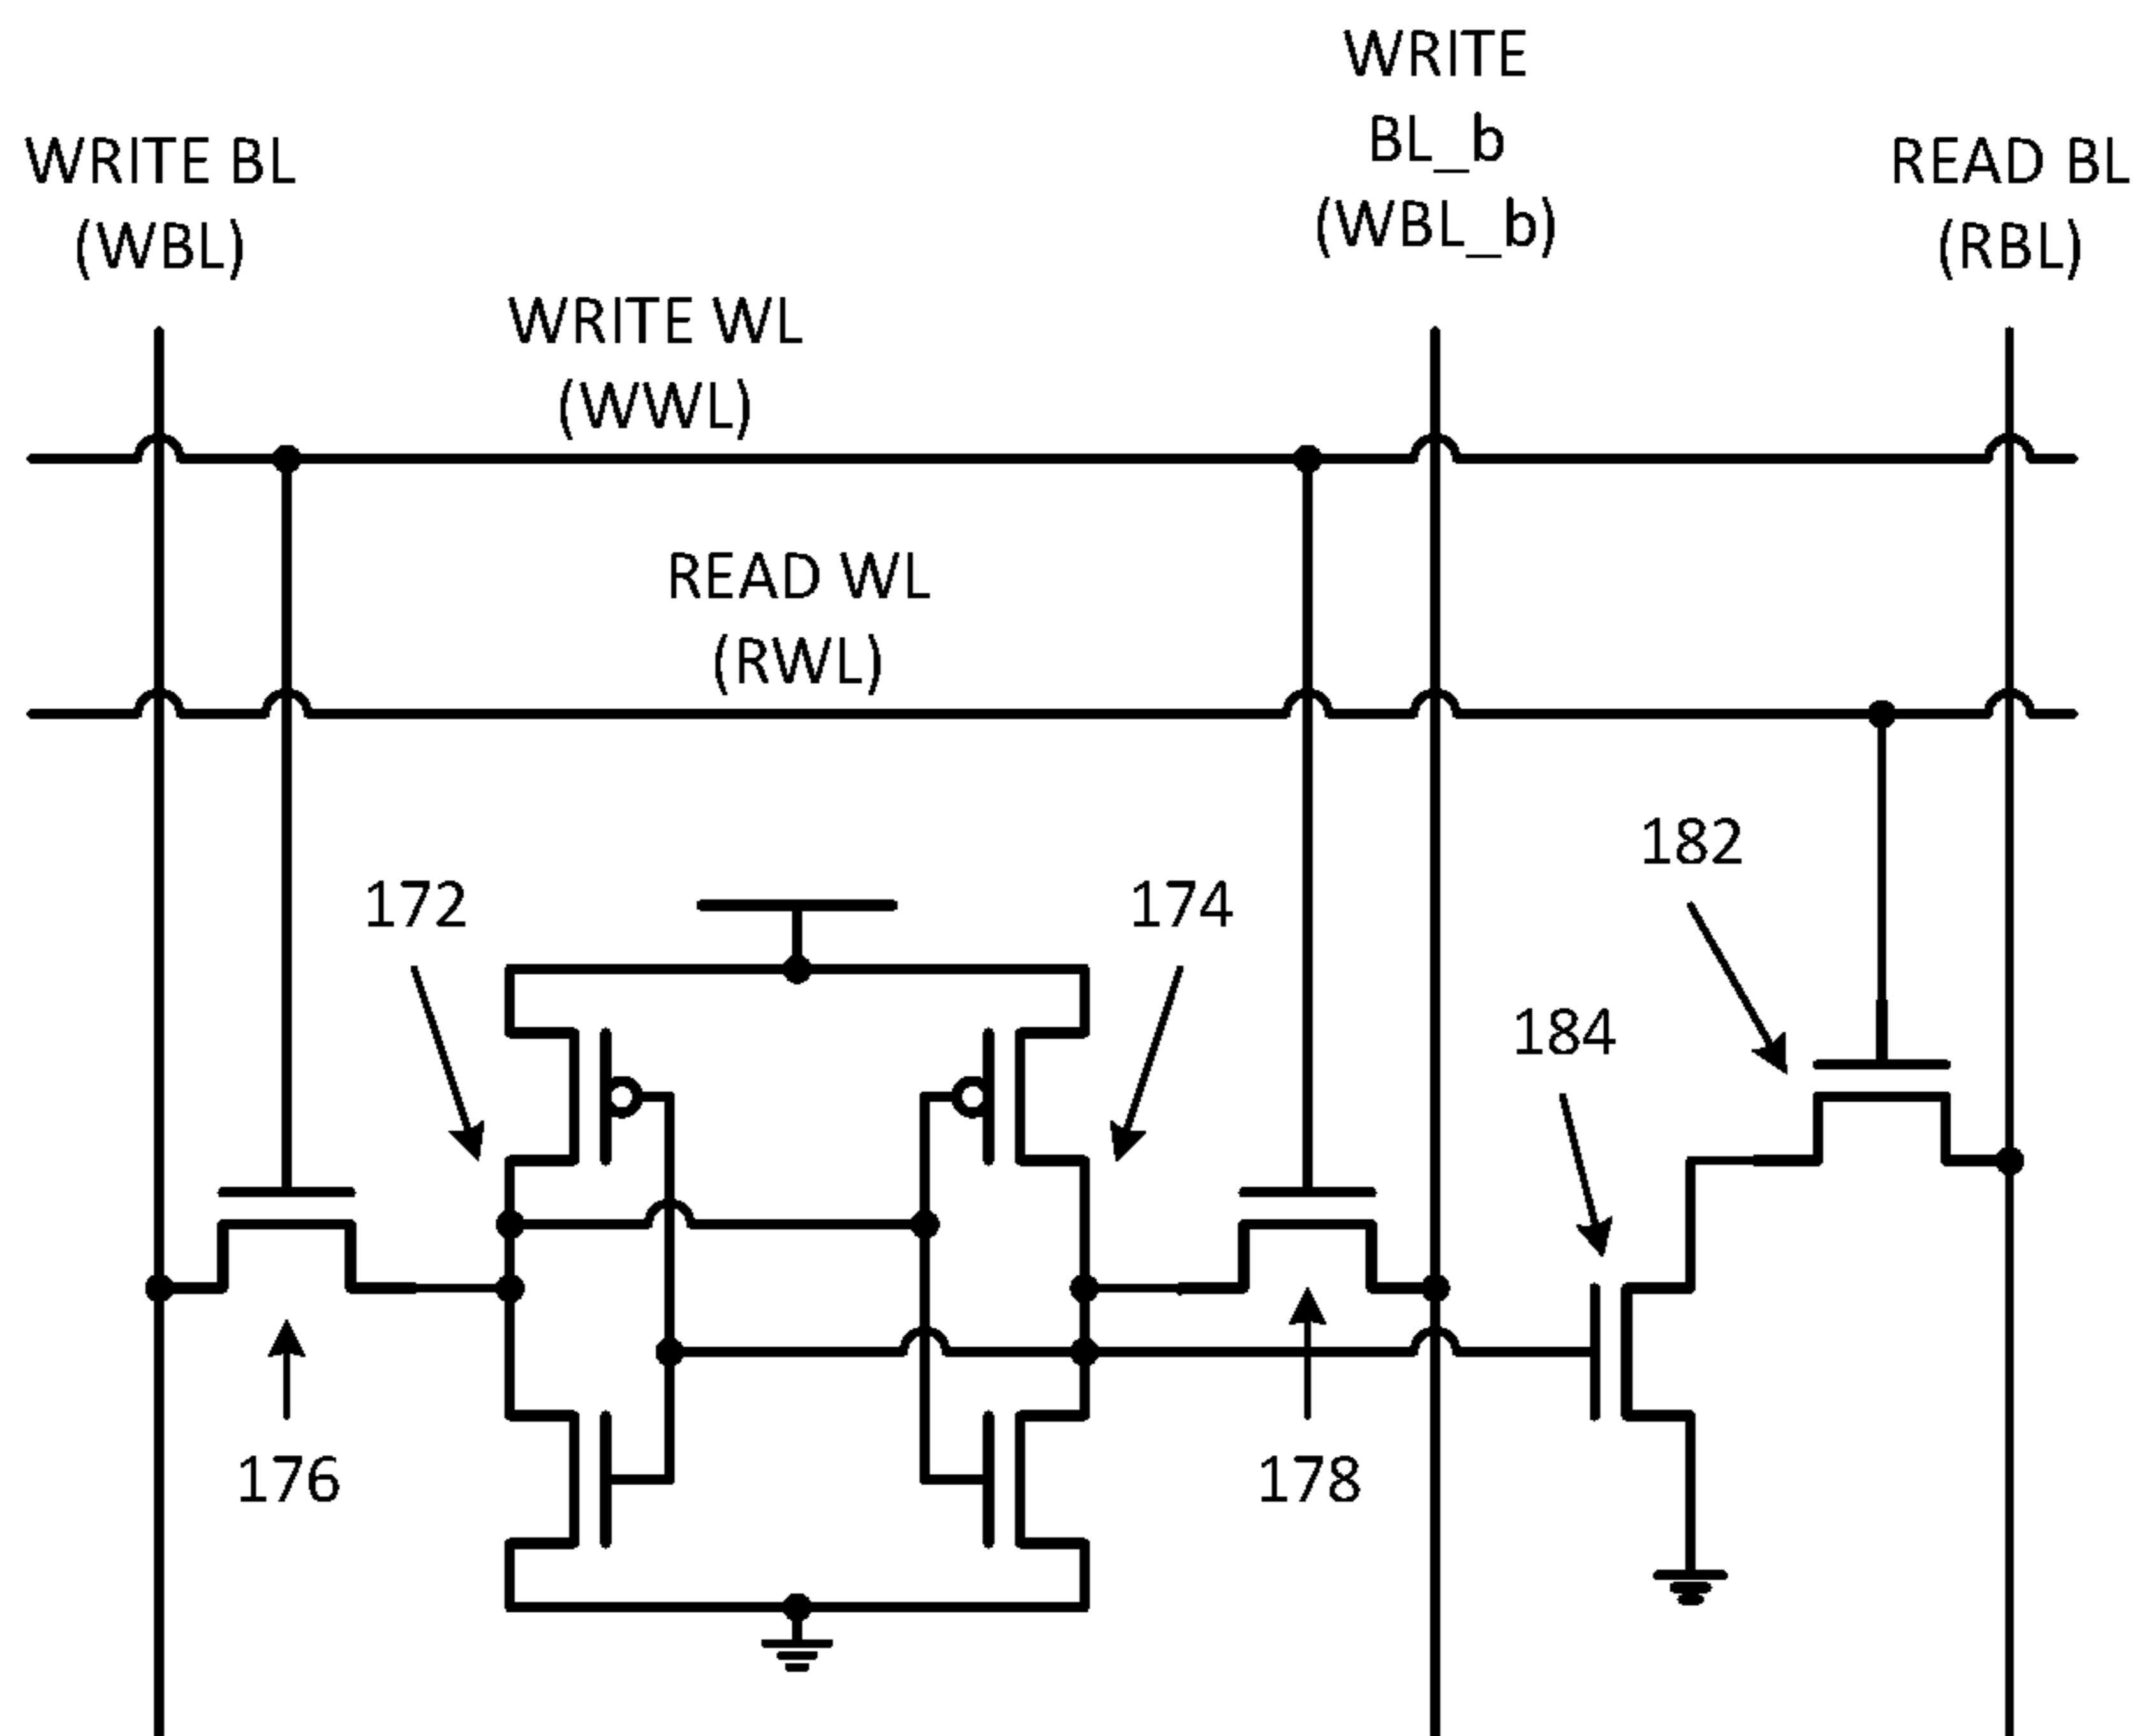 WRITE
BL_b
(WBL_b)
WRITE BL
(WBL)
READ BL
(RBL)
WRITE WL
(WWL)
READ WL
(RWL)
182
172
174
184
176
178